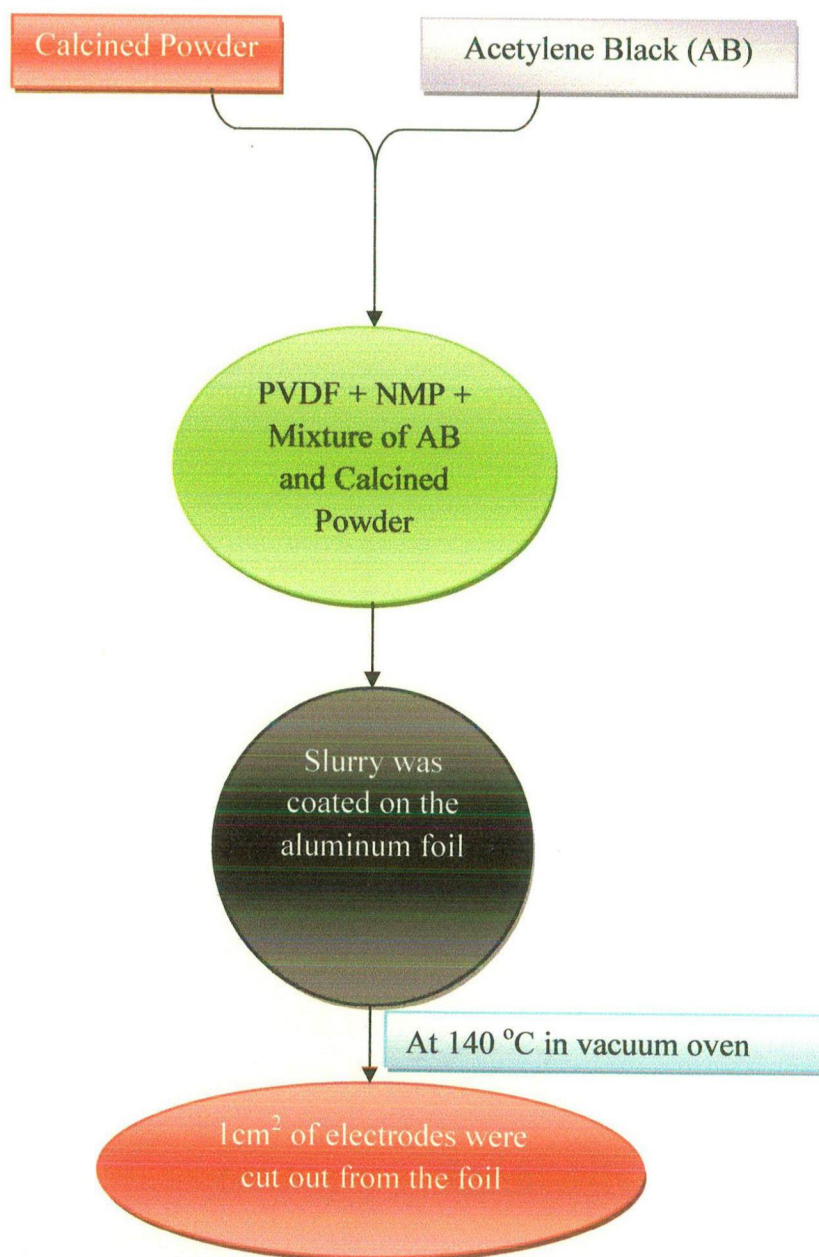 Calcined Powder
Acetylene Black (AB)
PVDF + NMP +
Mixture of AB
and Calcined
Powder
Slurry was
coated on the
aluminum foil
At 140 °C in vacuum oven
1cm² of electrodes were
cut out from the foil